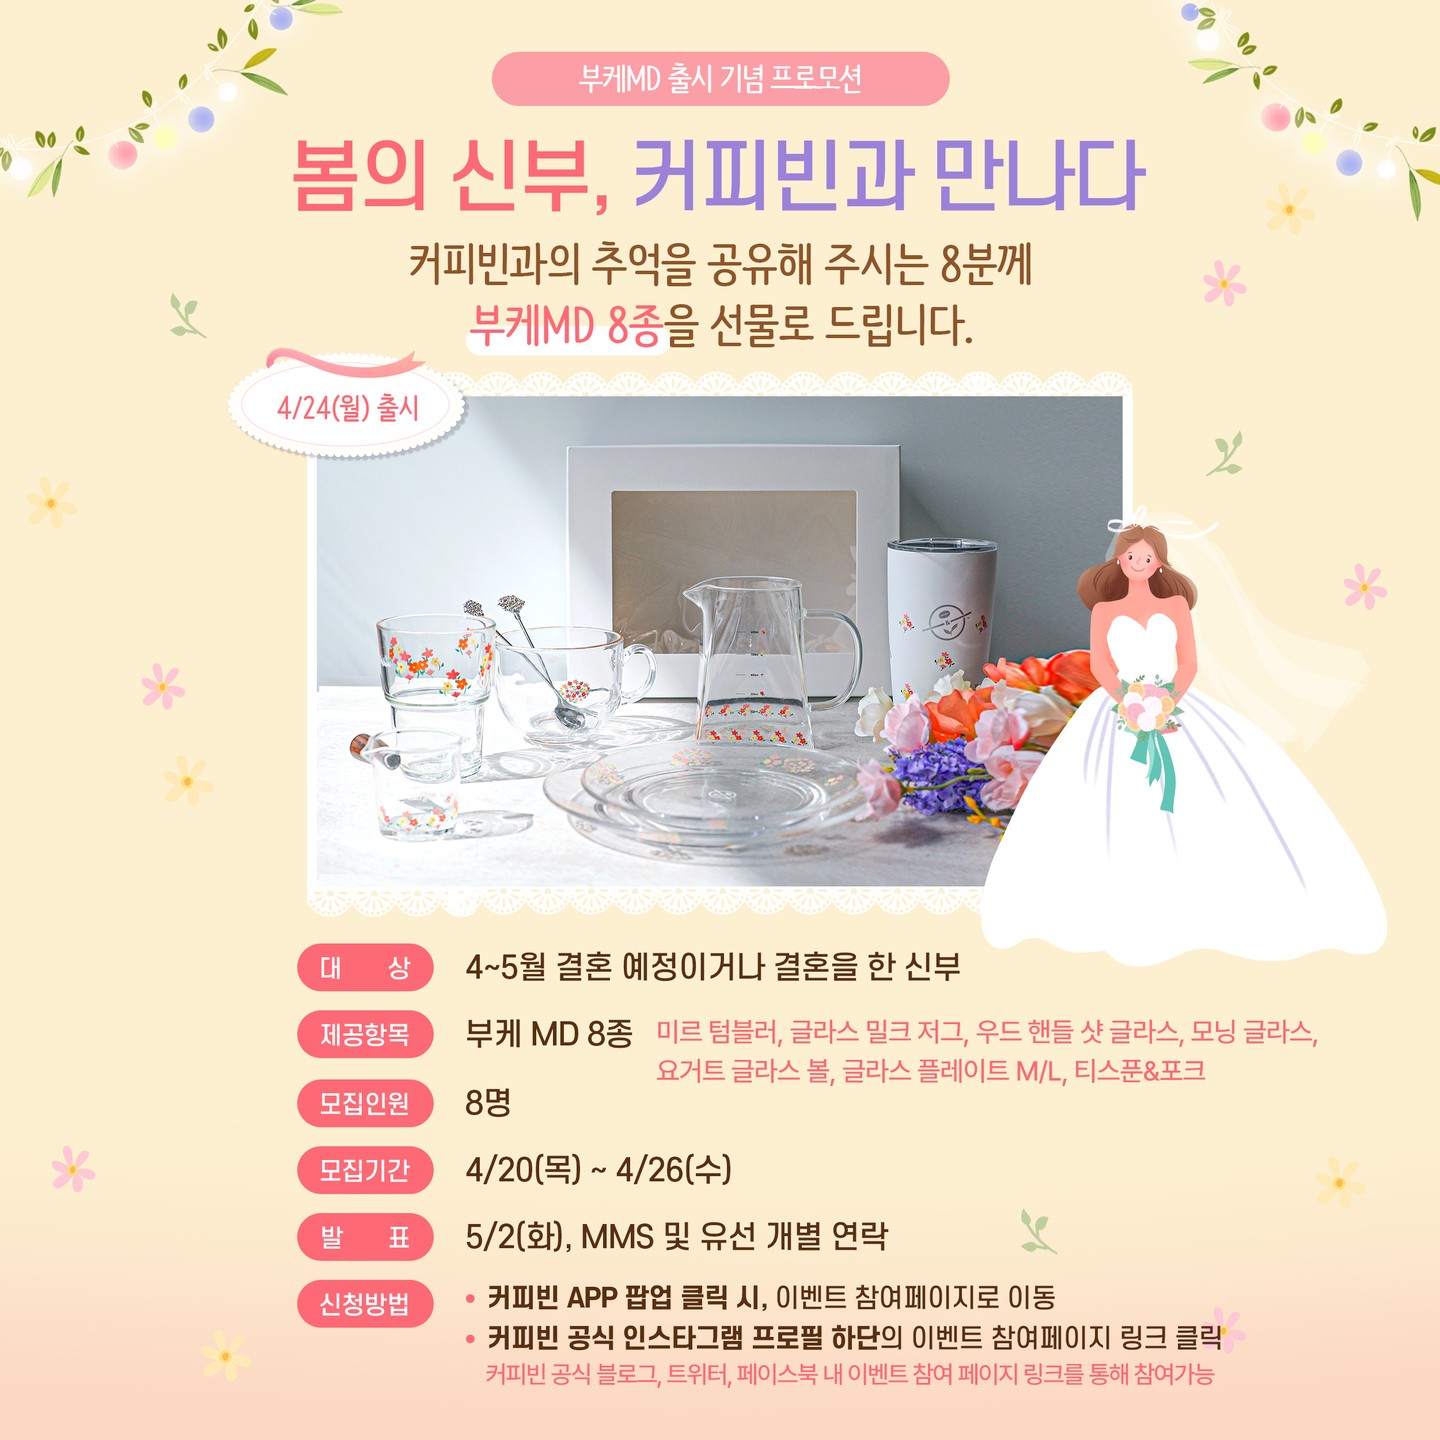 부케MD 출시 기념 프로모션
봄의 신부, 커피빈과 만나다
커피빈과의 추억을 공유해 주시는 8분께
부케MD 8종을 선물로 드립니다.
4/24(월) 출시
대 상 4~5월 결혼 예정이거나 결혼을 한 신부
제공항목 부케 MD 8종 미르 텀블러, 글라스 밀크 저그, 우드 핸들 샷 글라스, 모닝 글라스,
요거트 글라스 볼, 글라스 플레이트 M/L, 티스푼&포크
모집인원 8명
모집기간 4/20(목) ~ 4/26(수)
발 표 5/2(화), MMS 및 유선 개별 연락
신청방법 • 커피빈 APP 팝업 클릭 시, 이벤트 참여페이지로 이동
• 커피빈 공식 인스타그램 프로필 하단의 이벤트 참여페이지 링크 클릭
커피빈 공식 블로그, 트위터, 페이스북 내 이벤트 참여 페이지 링크를 통해 참여가능